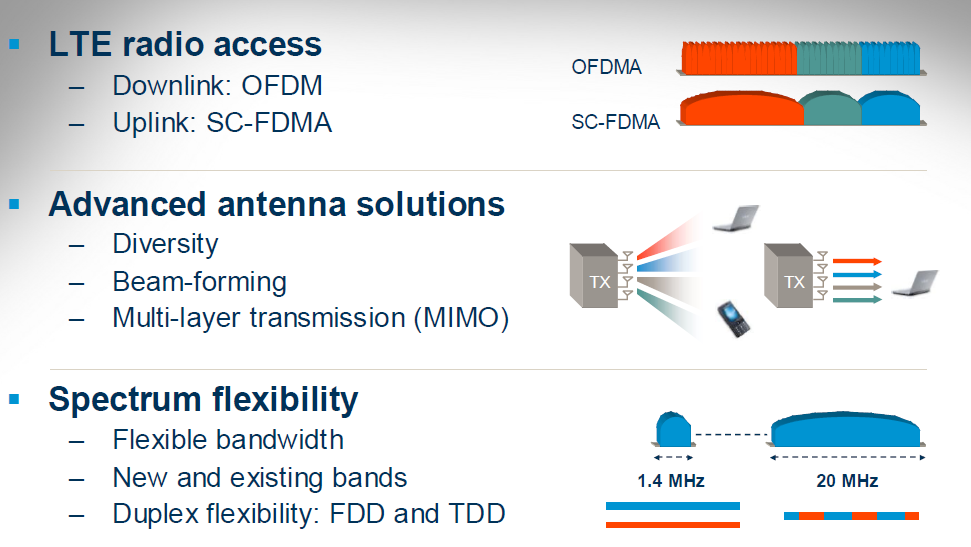 LTE radio access
– Downlink: OFDM
– Uplink: SC-FDMA
OFDMA
SC-FDMA
Advanced antenna solutions
– Diversity
– Beam-forming
– Multi-layer transmission (MIMO)
TX
TX
Spectrum flexibility
– Flexible bandwidth
– New and existing bands
– Duplex flexibility: FDD and TDD
1.4 MHz
20 MHz